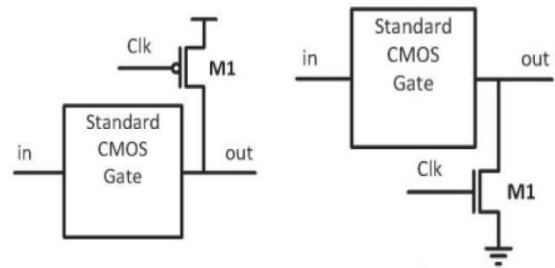 Clk
M1
in
Standard
CMOS
Gate
out
Standard
CMOS
Gate
in
out
Clk
M1